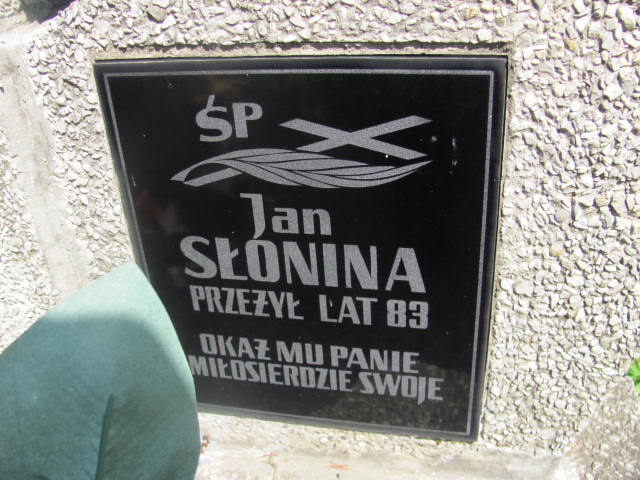 ŚP
Jan
SŁONINA
PRZEŻYŁ LAT 83
OKAŻ MU PANIE
MIŁOSIERDZIE SWOJE